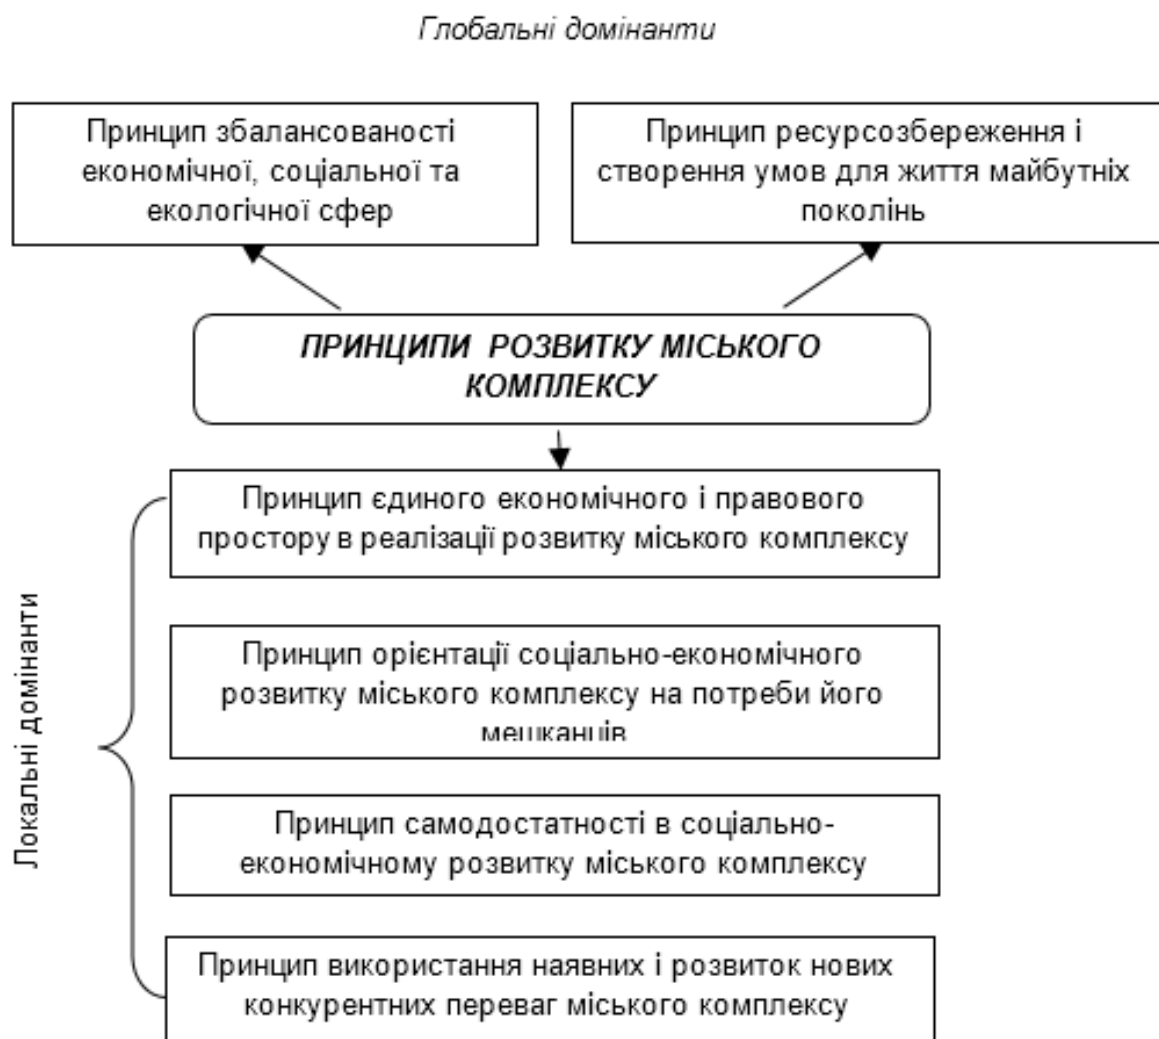 Глобальні домінанти
Принцип збалансованості
економічної, соціальної та
екологічної сфер
Принцип ресурсозбереження і
створення умов для життя майбутніх
поколінь
ПРИНЦИПИ РОЗВИТКУ МІСЬКОГО
КОМПЛЕКСУ
Локальні домінанти
Принцип єдиного економічного і правового
простору в реалізації розвитку міського комплексу
Принцип орієнтації соціально-економічного
розвитку міського комплексу на потреби його
мешканців
Принцип самодостатності в соціально-
економічному розвитку міського комплексу
Принцип використання наявних і розвиток нових
конкурентних переваг міського комплексу